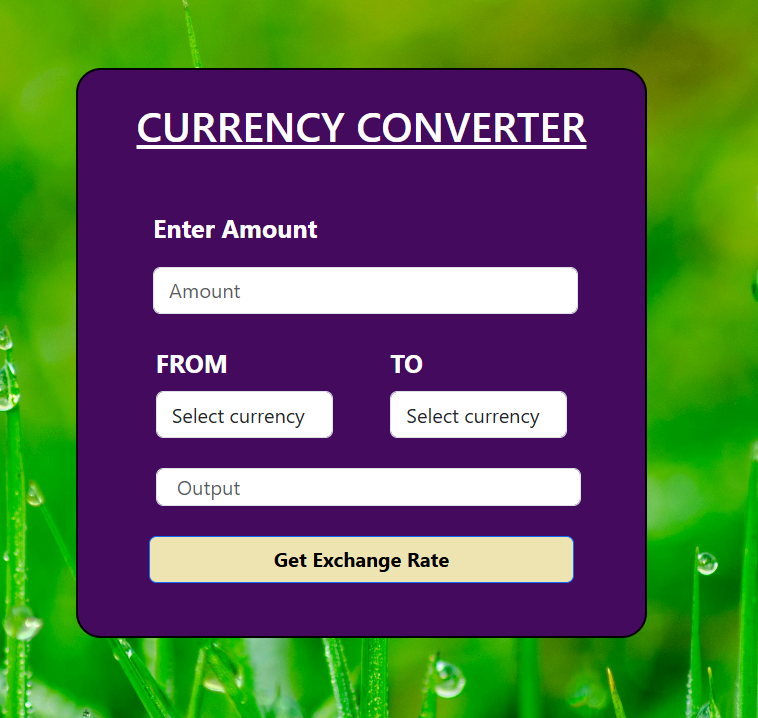 CURRENCY CONVERTER
Enter Amount
Amount
FROM TO
Select currency Select currency
Output
Get Exchange Rate